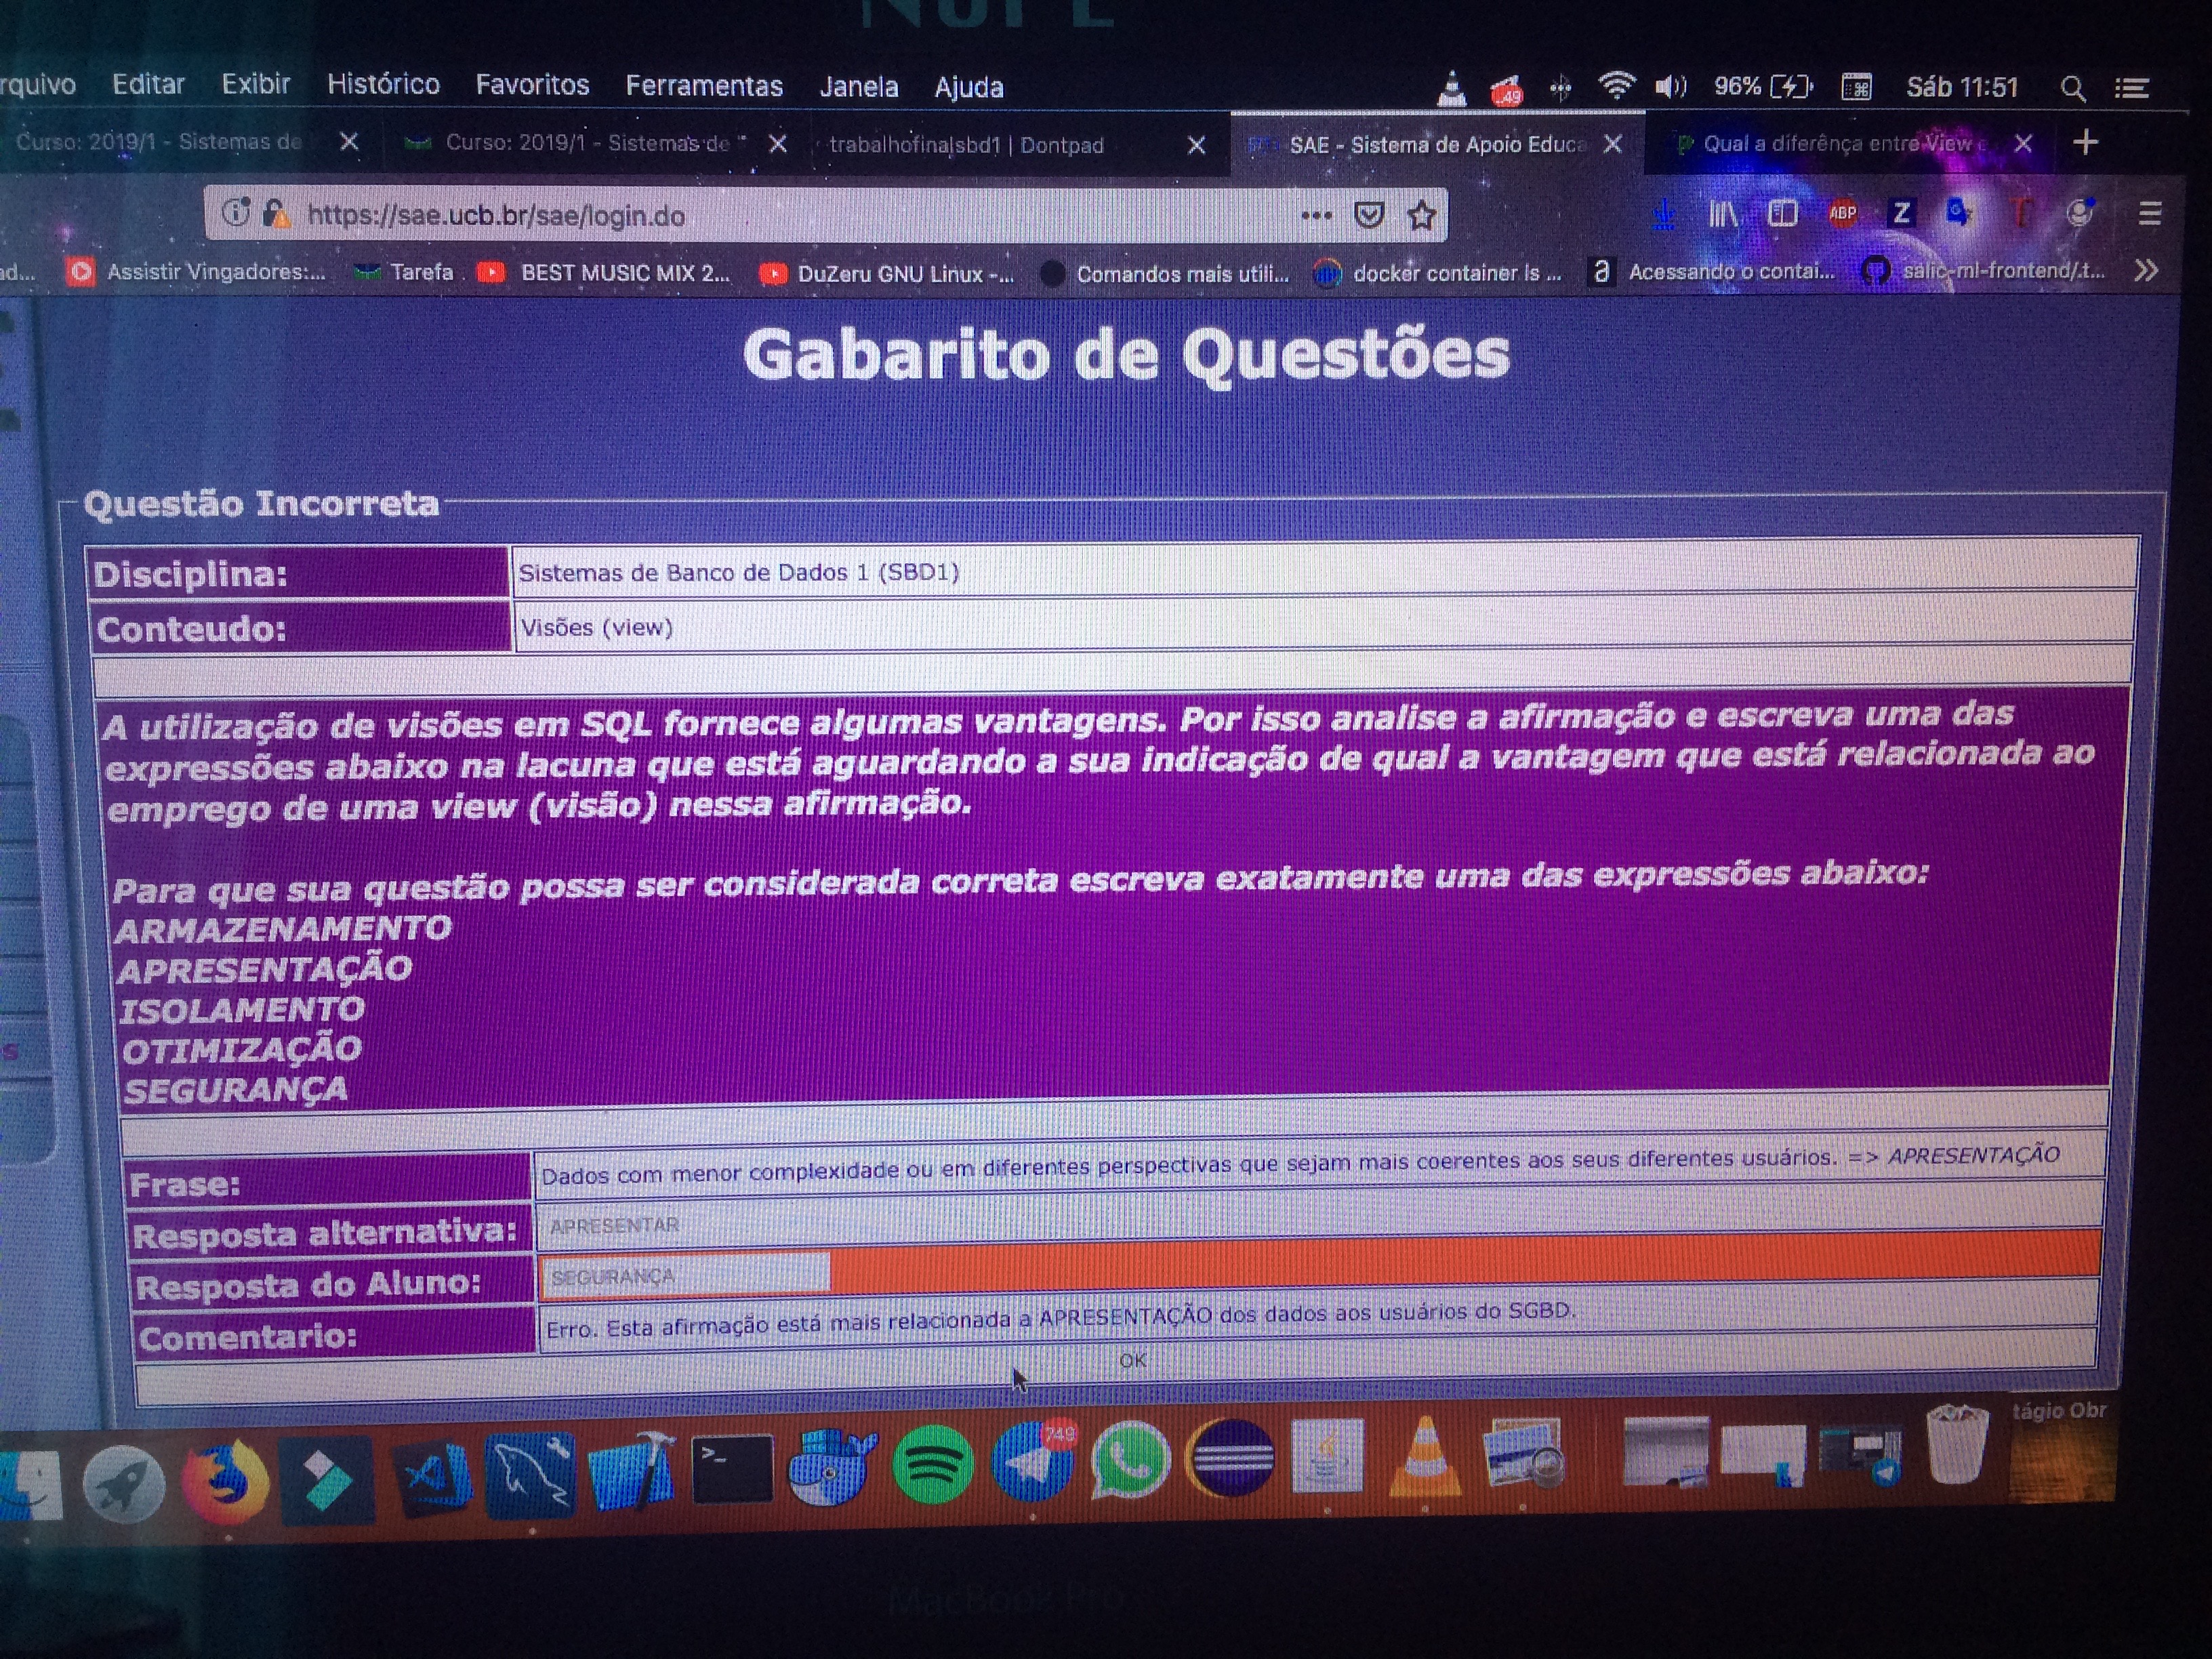 rquivo Editar Exibir Histórico Favoritos Ferramentas Janela Ajuda 49 96% Sáb 11:51
Curso: 2019/1 - Sistemas de Curso: 2019/1 - Sistemas de trabalhofinalsbd1 | Dontpad SAE - Sistema de Apoio Educa Qual a diferênça entre View e
https://sae.ucb.br/sae/login.do ABP Z
ad... Assistir Vingadores:... Tarefa BEST MUSIC MIX 2... DuZeru GNU Linux -... Comandos mais utili... docker container ls ... a Acessando o contai... salic-ml-frontend/.t...
Gabarito de Questões
Questão Incorreta
Disciplina: Sistemas de Banco de Dados 1 (SBD1)
Conteudo: Visões (view)
A utilização de visões em SQL fornece algumas vantagens. Por isso analise a afirmação e escreva uma das
expressões abaixo na lacuna que está aguardando a sua indicação de qual a vantagem que está relacionada ao
emprego de uma view (visão) nessa afirmação.
Para que sua questão possa ser considerada correta escreva exatamente uma das expressões abaixo:
ARMAZENAMENTO
APRESENTAÇÃO
ISOLAMENTO
OTIMIZAÇÃO
SEGURANÇA
Frase: Dados com menor complexidade ou em diferentes perspectivas que sejam mais coerentes aos seus diferentes usuários. => APRESENTAÇÃO
Resposta alternativa: APRESENTAR
Resposta do Aluno: SEGURANÇA
Comentario: Erro. Esta afirmação está mais relacionada a APRESENTAÇÃO dos dados aos usuários do SGBD.
OK
tágio Obr
749
MacBook Pro